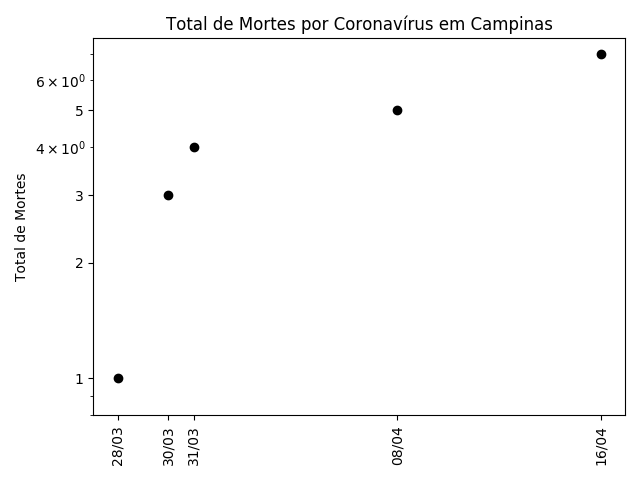 Total de Mortes por Coronavírus em Campinas
Total de Mortes
6 × 10⁰
5
4 × 10⁰
3
2
1
28/03
30/03
31/03
08/04
16/04